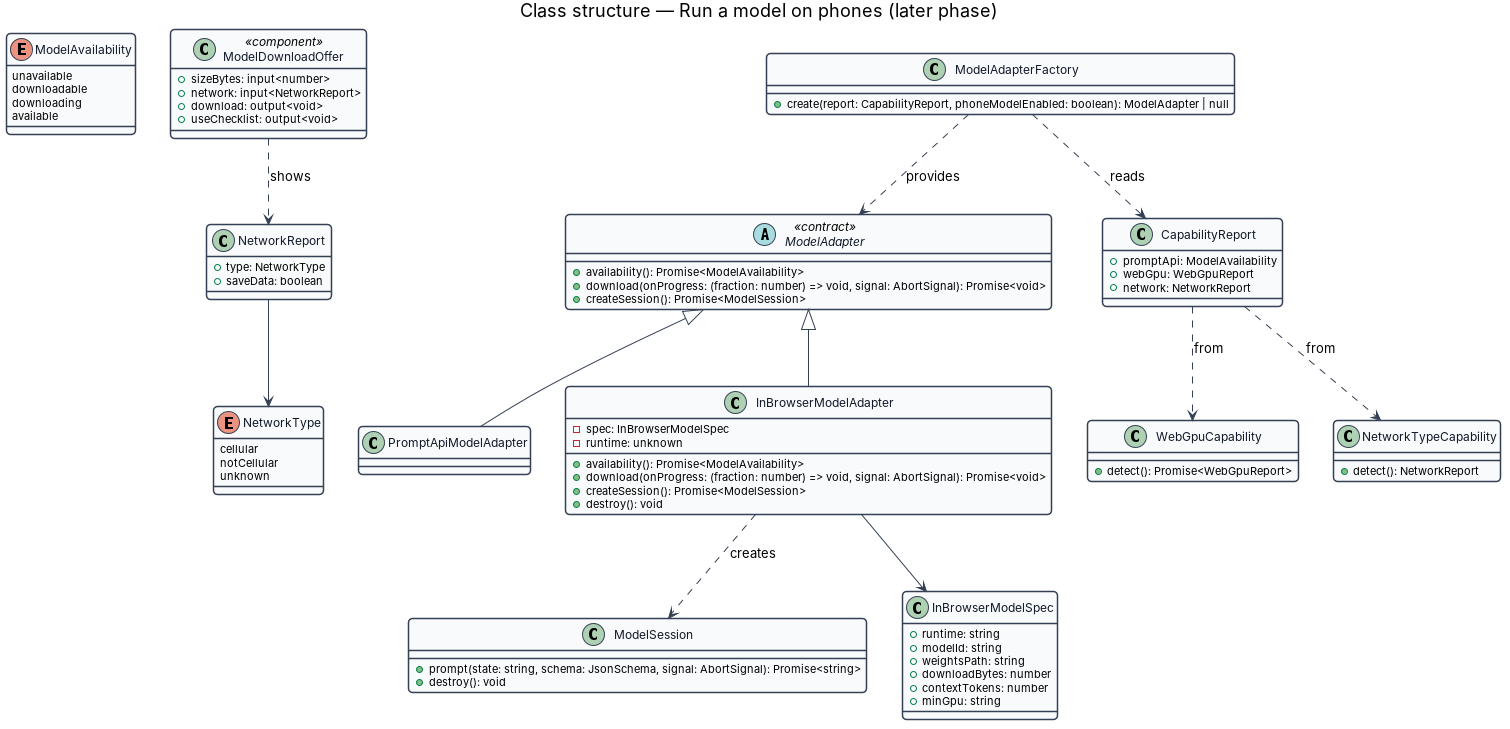 Class structure — Run a model on phones (later phase)
E ModelAvailability
unavailable
downloadable
downloading
available
C «component»
ModelDownloadOffer
sizeBytes: input<number>
network: input<NetworkReport>
download: output<void>
useChecklist: output<void>
C ModelAdapterFactory
create(report: CapabilityReport, phoneModelEnabled: boolean): ModelAdapter | null
shows
provides
reads
C NetworkReport
type: NetworkType
saveData: boolean
A «contract»
ModelAdapter
availability(): Promise<ModelAvailability>
download(onProgress: (fraction: number) => void, signal: AbortSignal): Promise<void>
createSession(): Promise<ModelSession>
C CapabilityReport
promptApi: ModelAvailability
webGpu: WebGpuReport
network: NetworkReport
from
from
E NetworkType
cellular
notCellular
unknown
C PromptApiModelAdapter
C InBrowserModelAdapter
spec: InBrowserModelSpec
runtime: unknown
availability(): Promise<ModelAvailability>
download(onProgress: (fraction: number) => void, signal: AbortSignal): Promise<void>
createSession(): Promise<ModelSession>
destroy(): void
C WebGpuCapability
detect(): Promise<WebGpuReport>
C NetworkTypeCapability
detect(): NetworkReport
creates
C ModelSession
prompt(state: string, schema: JsonSchema, signal: AbortSignal): Promise<string>
destroy(): void
C InBrowserModelSpec
runtime: string
modelId: string
weightsPath: string
downloadBytes: number
contextTokens: number
minGpu: string